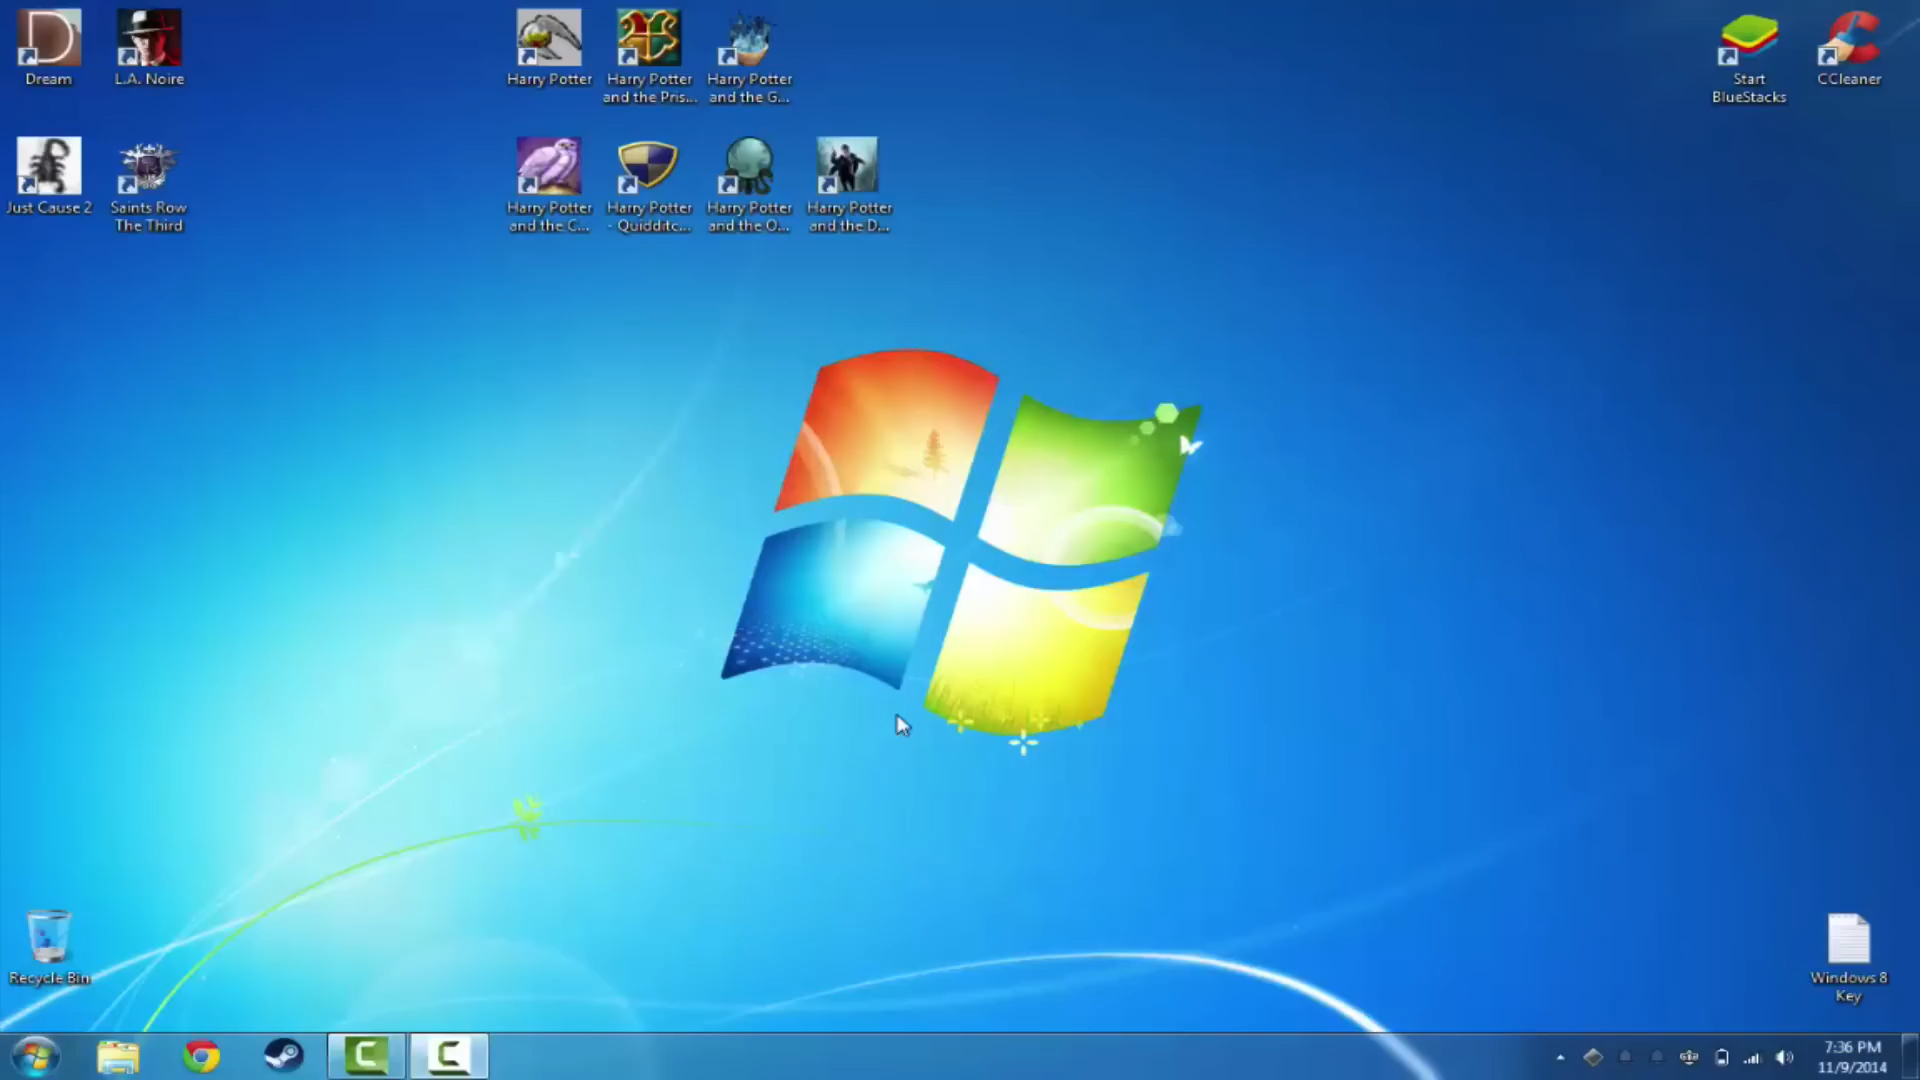 Dream
L.A. Noire
Harry Potter
Harry Potter
and the Pris...
Harry Potter
and the G...
Start
BlueStacks
CCleaner
Just Cause 2
Saints Row
The Third
Harry Potter
and the C...
Harry Potter
- Quidditc...
Harry Potter
and the O...
Harry Potter
and the D...
Recycle Bin
Windows 8
Key
7:36 PM
11/9/2014